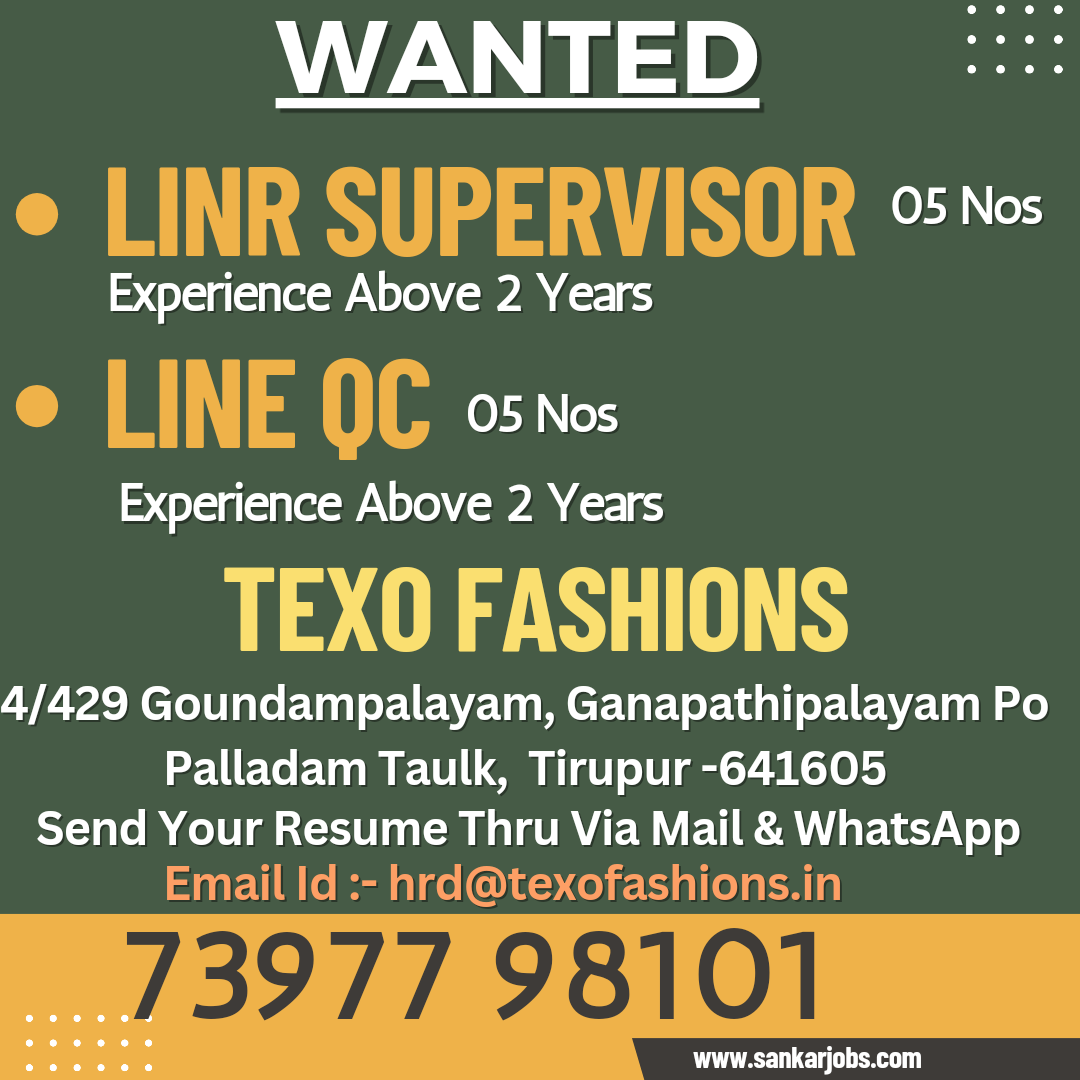 WANTED
LINR SUPERVISOR 05 Nos
Experience Above 2 Years
LINE QC 05 Nos
Experience Above 2 Years
TEXO FASHIONS
4/429 Goundampalayam, Ganapathipalayam Po
Palladam Taulk, Tirupur -641605
Send Your Resume Thru Via Mail & WhatsApp
Email Id :- hrd@texofashions.in
73977 98101
www.sankarjobs.com